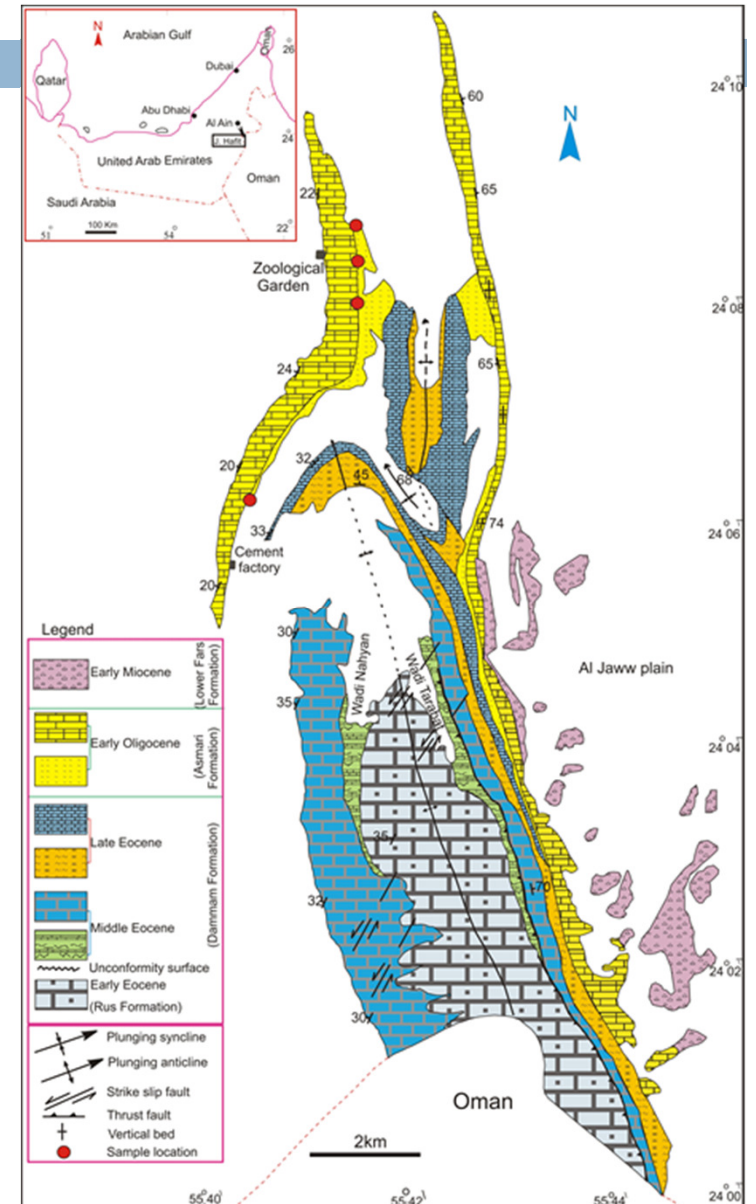 N
Arabian Gulf
Oman
26°
Qatar
Dubai
Abu Dhabi
Al Ain
J. Hafit
24°
United Arab Emirates
Oman
Saudi Arabia
100 Km
22°
51°
54°
N
24° 10'
60
65
22
Zoological
Garden
24° 08'
65
24
20
32
45
68
74
24° 06'
33
Cement
factory
20
30
Wadi Nahyan
Wadi Taraba
Al Jaww plain
35
24° 04'
35
70
32
24° 02'
30
Oman
2km
24° 00'
55° 40'
55° 42'
55° 44'
Legend
Early Miocene
(Lower Fars
Formation)
Early Oligocene
(Asmari
Formation)
Late Eocene
Middle Eocene
(Dammam Formation)
Unconformity surface
Early Eocene
(Rus Formation)
Plunging syncline
Plunging anticline
Strike slip fault
Thrust fault
Vertical bed
Sample location